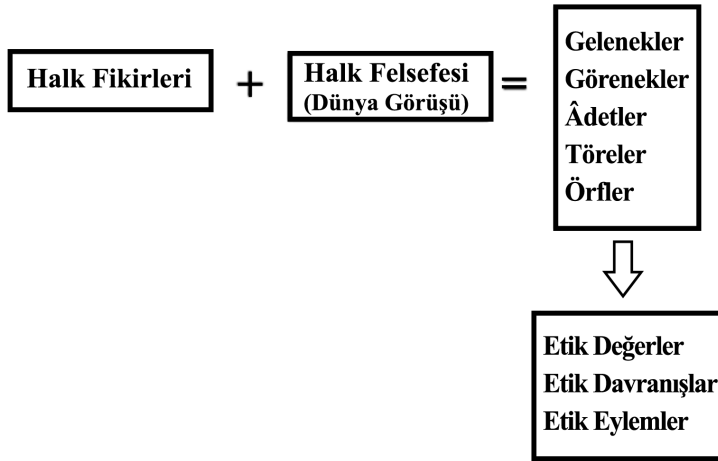 Halk Fikirleri
+
Halk Felsefesi
(Dünya Görüşü)
=
Gelenekler
Görenekler
Âdetler
Töreler
Örfler
Etik Değerler
Etik Davranışlar
Etik Eylemler